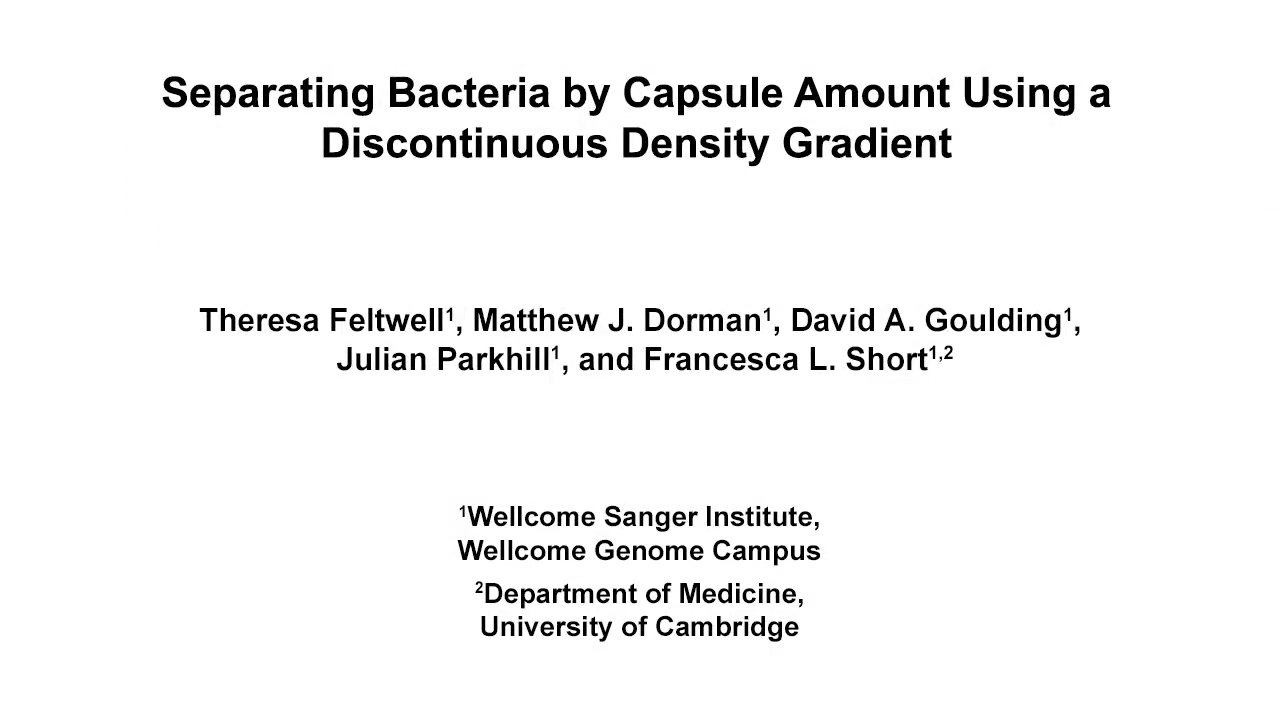 Separating Bacteria by Capsule Amount Using a
Discontinuous Density Gradient
Theresa Feltwell¹, Matthew J. Dorman¹, David A. Goulding¹,
Julian Parkhill¹, and Francesca L. Short¹,²
¹Wellcome Sanger Institute,
Wellcome Genome Campus
²Department of Medicine,
University of Cambridge